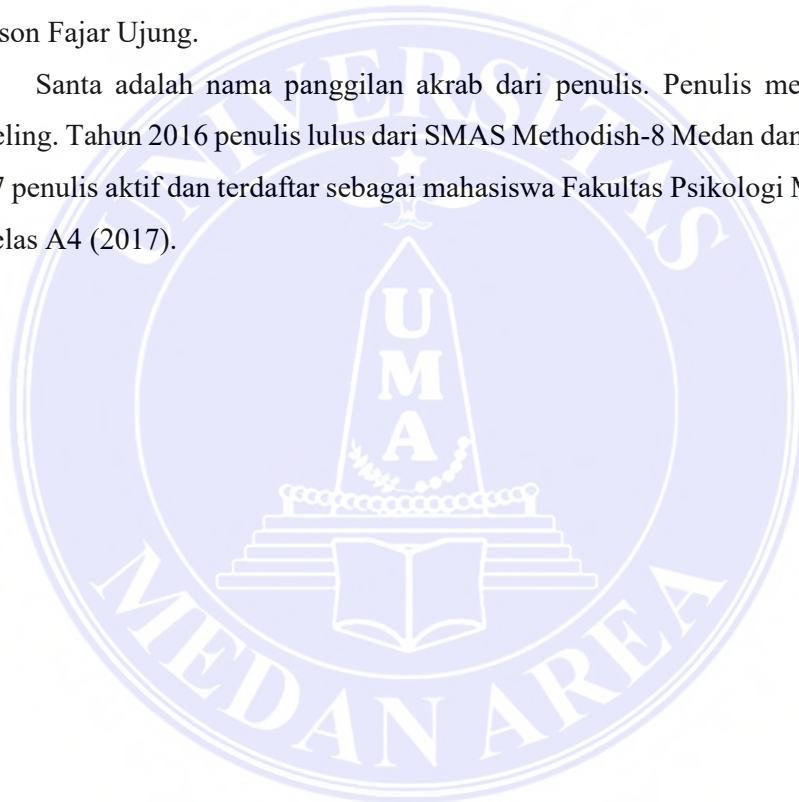 son Fajar Ujung.
Santa adalah nama panggilan akrab dari penulis. Penulis me
eling. Tahun 2016 penulis lulus dari SMAS Methodish-8 Medan dan
7 penulis aktif dan terdaftar sebagai mahasiswa Fakultas Psikologi M
elas A4 (2017).
UNIVERSITAS
UMA
MEDAN AREA